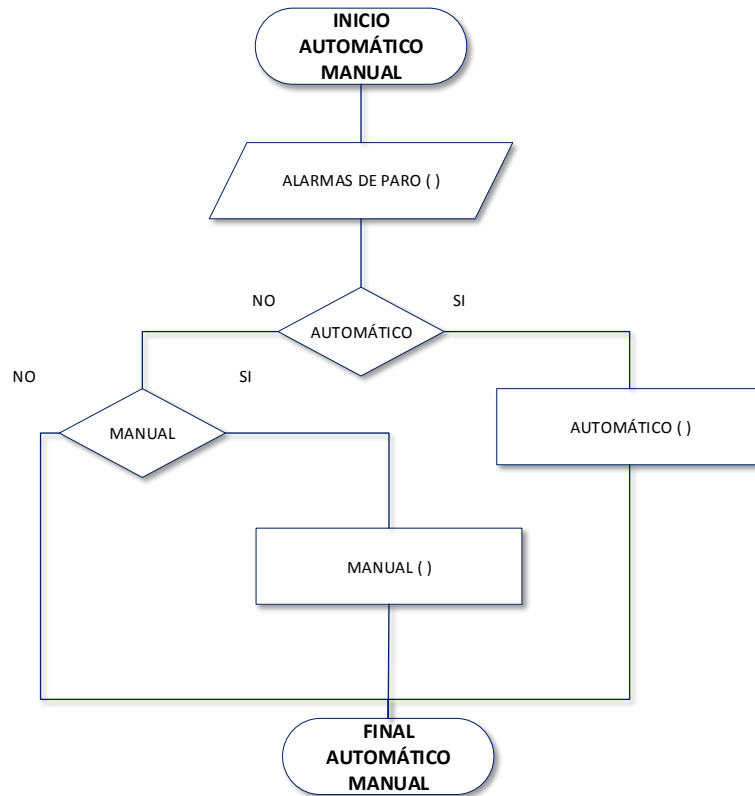 INICIO
AUTOMÁTICO
MANUAL
ALARMAS DE PARO ( )
NO
SI
AUTOMÁTICO
NO
SI
MANUAL
AUTOMÁTICO ( )
MANUAL ( )
FINAL
AUTOMÁTICO
MANUAL